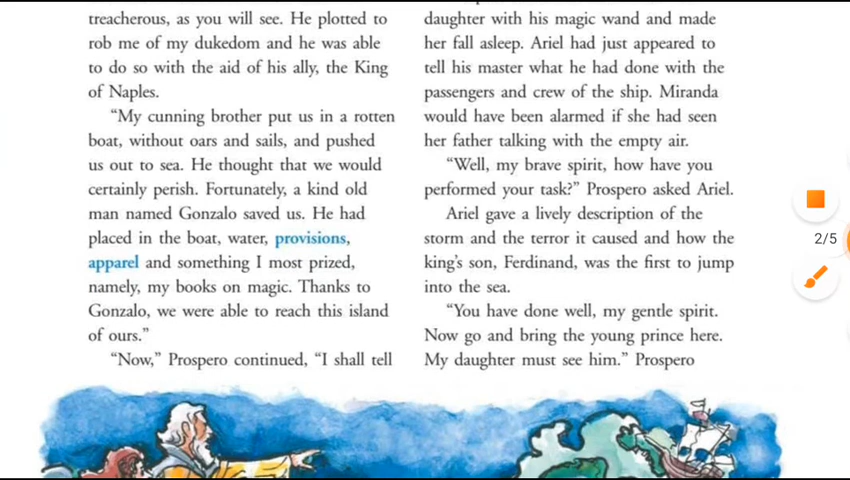 treacherous, as you will see. He plotted to
rob me of my dukedom and he was able
to do so with the aid of his ally, the King
of Naples.
“My cunning brother put us in a rotten
boat, without oars and sails, and pushed
us out to sea. He thought that we would
certainly perish. Fortunately, a kind old
man named Gonzalo saved us. He had
placed in the boat, water, provisions,
apparel and something I most prized,
namely, my books on magic. Thanks to
Gonzalo, we were able to reach this island
of ours.”
“Now,” Prospero continued, “I shall tell
daughter with his magic wand and made
her fall asleep. Ariel had just appeared to
tell his master what he had done with the
passengers and crew of the ship. Miranda
would have been alarmed if she had seen
her father talking with the empty air.
“Well, my brave spirit, how have you
performed your task?” Prospero asked Ariel.
Ariel gave a lively description of the
storm and the terror it caused and how the
king’s son, Ferdinand, was the first to jump
into the sea.
“You have done well, my gentle spirit.
Now go and bring the young prince here.
My daughter must see him.” Prospero
2/5